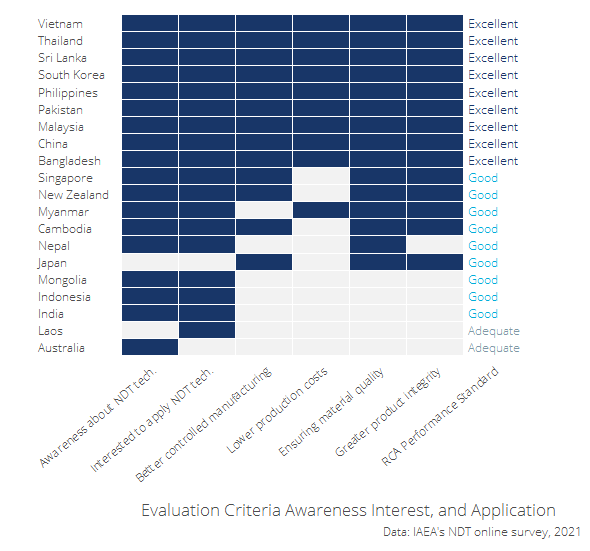 Vietnam Excellent
Thailand Excellent
Sri Lanka Excellent
South Korea Excellent
Philippines Excellent
Pakistan Excellent
Malaysia Excellent
China Excellent
Bangladesh Excellent
Singapore Good
New Zealand Good
Myanmar Good
Cambodia Good
Nepal Good
Japan Good
Mongolia Good
Indonesia Good
India Good
Laos Adequate
Australia Adequate
Awareness about NDT tech.
Interested to apply NDT tech.
Better controlled manufacturing
Lower production costs
Ensuring material quality
Greater product integrity
RCA Performance Standard
Evaluation Criteria Awareness Interest, and Application
Data: IAEA's NDT online survey, 2021